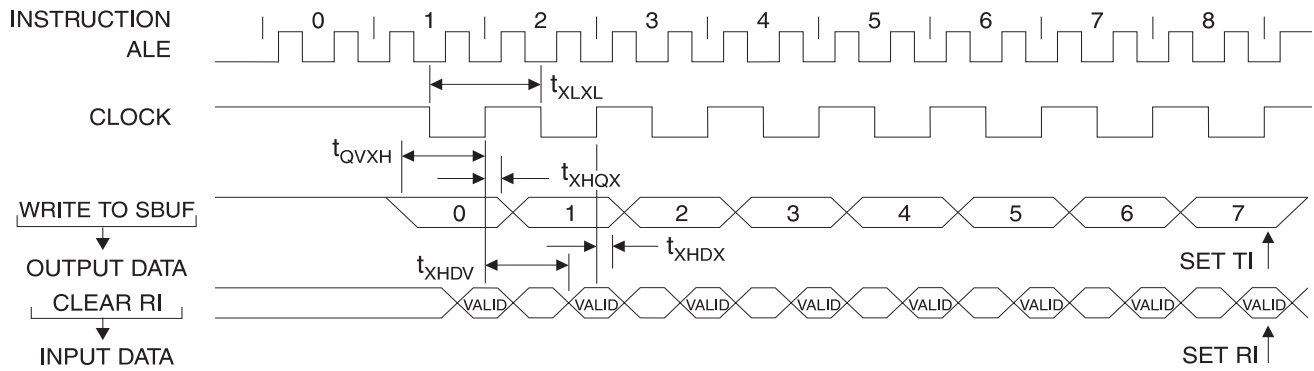 INSTRUCTION 0 1 2 3 4 5 6 7 8
ALE
tXLXL
CLOCK
tQVXH
tXHQX
WRITE TO SBUF 0 1 2 3 4 5 6 7
tXHDV tXHDX SET TI
OUTPUT DATA
CLEAR RI VALID VALID VALID VALID VALID VALID VALID VALID
INPUT DATA SET RI